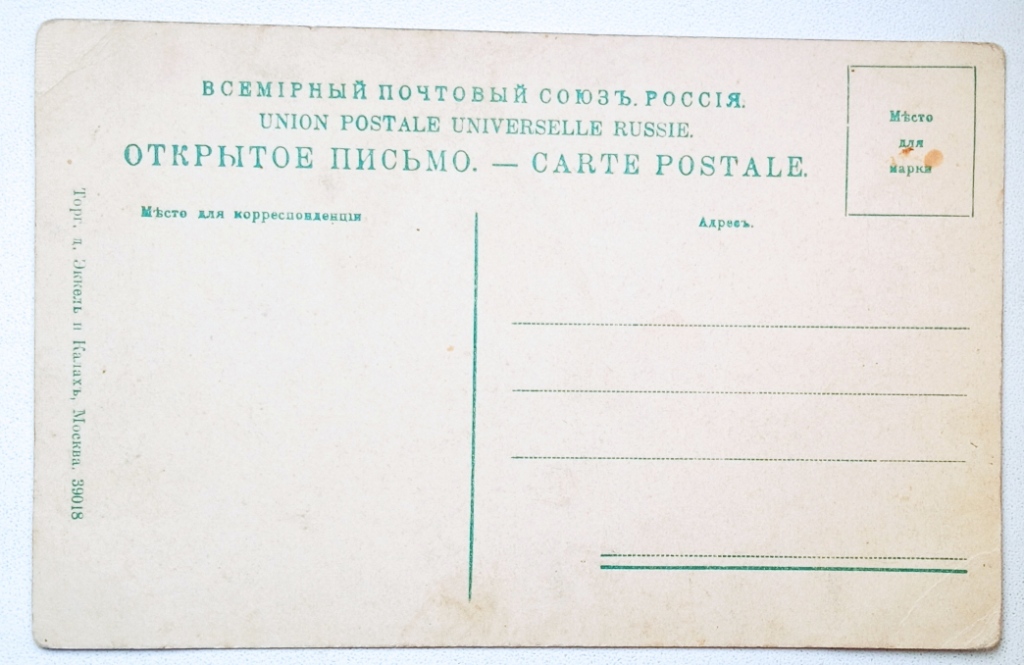 ВСЕМІРНЫЙ ПОЧТОВЫЙ СОЮЗЪ. РОССІЯ.
UNION POSTALE UNIVERSELLE RUSSIE.
ОТКРЫТОЕ ПИСЬМО. — CARTE POSTALE.
Мѣсто
для
марки
Мѣсто для корреспонденціи
Адресъ.
Торг. д. Эккель и Калахъ, Москва. 39018